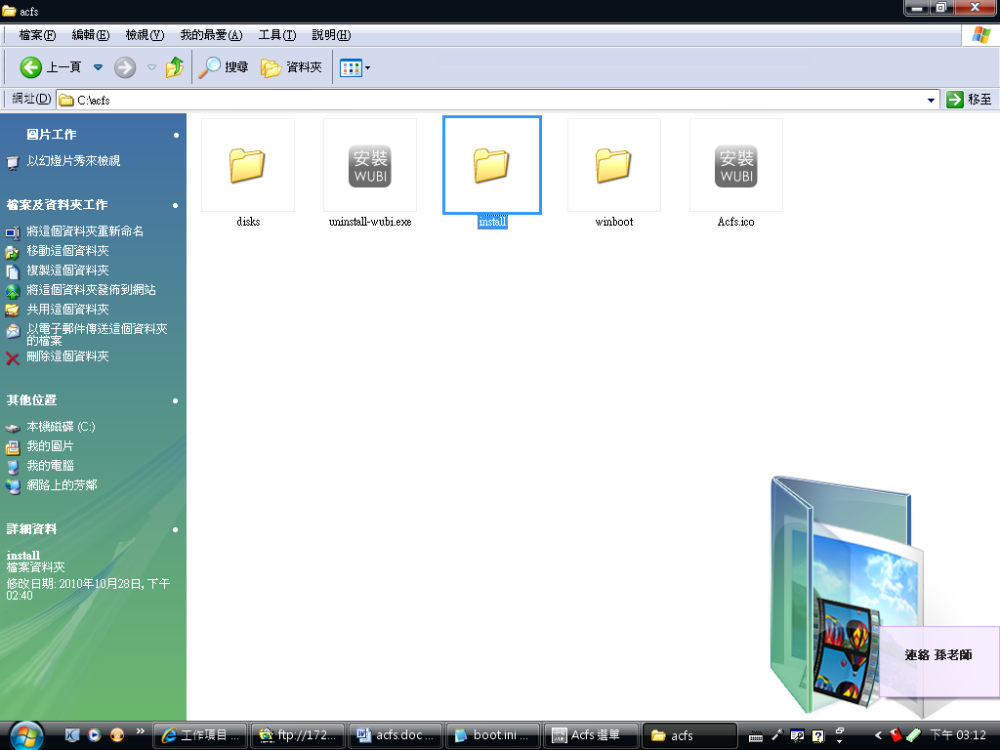 acfs
檔案(F) 編輯(E) 檢視(V) 我的最愛(A) 工具(T) 說明(H)
上一頁 搜尋 資料夾
網址(D) C:\acfs 移至
圖片工作
以幻燈片秀來檢視
檔案及資料夾工作
將這個資料夾重新命名
移動這個資料夾
複製這個資料夾
將這個資料夾發佈到網站
共用這個資料夾
以電子郵件傳送這個資料夾
的檔案
刪除這個資料夾
其他位置
本機磁碟 (C:)
我的圖片
我的電腦
網路上的芳鄰
詳細資料
install
檔案資料夾
修改日期: 2010年10月28日, 下午
02:40
安裝
WUBI
安裝
WUBI
disks uninstall-wubi.exe install winboot Acfs.ico
連絡 孫老師
工作項目 ... ftp://172... acfs.doc ... boot.ini ... Acfs 選單 acfs 下午 03:12